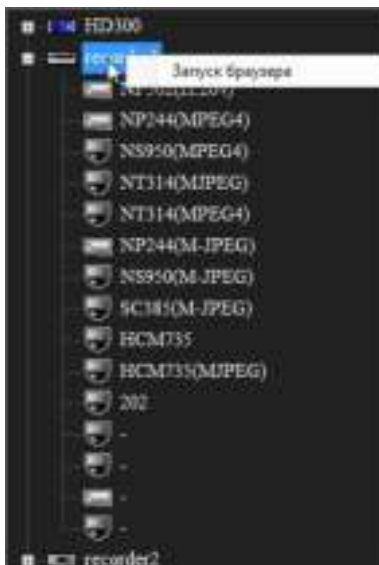 HD300
recorder
Запуск браузера
NP244(MPEG4)
NS950(MPEG4)
NT314(MJPEG)
NT314(MPEG4)
NP244(M-JPEG)
NS950(M-JPEG)
SC385(M-JPEG)
HCM735
HCM735(MJPEG)
202
-
-
-
-
recorder2